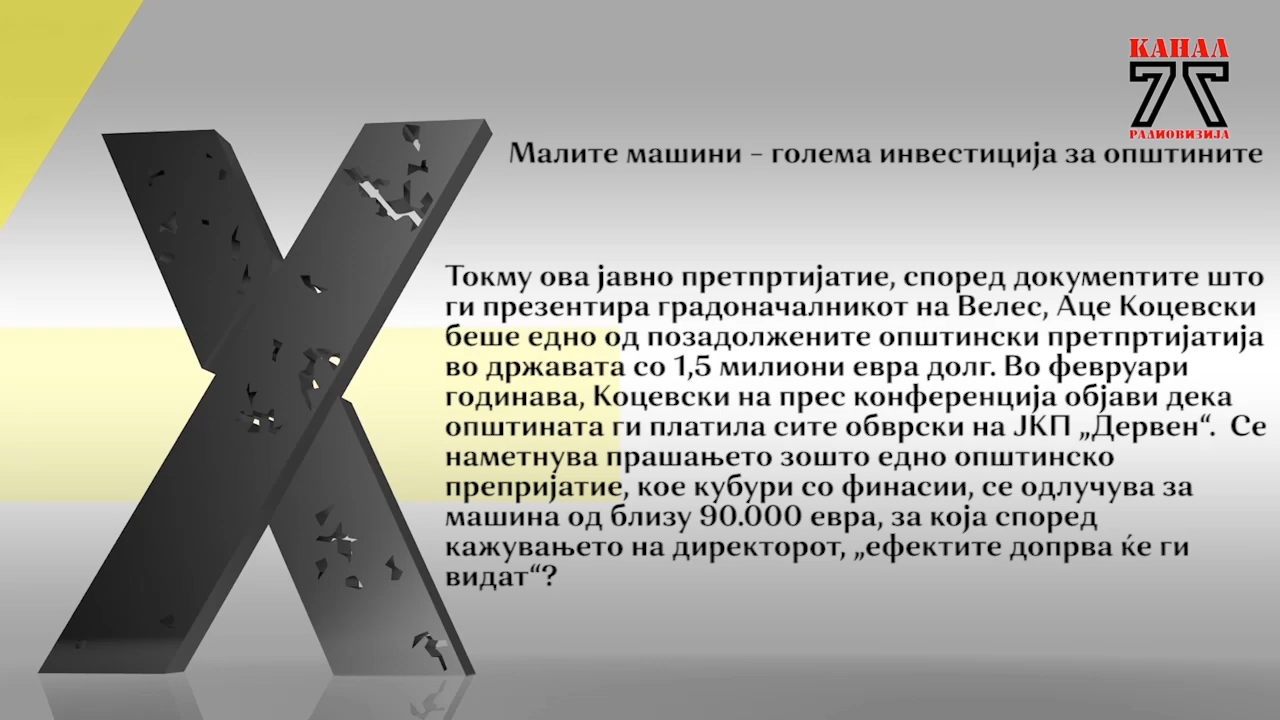 КАНАЛ
77
РАДИОВИЗИЈА
Малите машини – голема инвестиција за општините
Токму ова јавно претпртијатие, според докумептите што
ги презентира градоначалникот на Велес, Аце Коцевски
беше едно од позадолжените општински претпртијатија
во државата со 1,5 милиони евра долг. Во февруари
годинава, Коцевски на прес конференција објави дека
општината ги платила сите обврски на ЈКП „Дервен“.  Се
наметнува прашањето зошто едно општинско
препријатие, кое кубури со финасии, се одлучува за
машина од близу 90.000 евра, за која според
кажувањето на директорот, „ефектите допрва ќе ги
видат“?